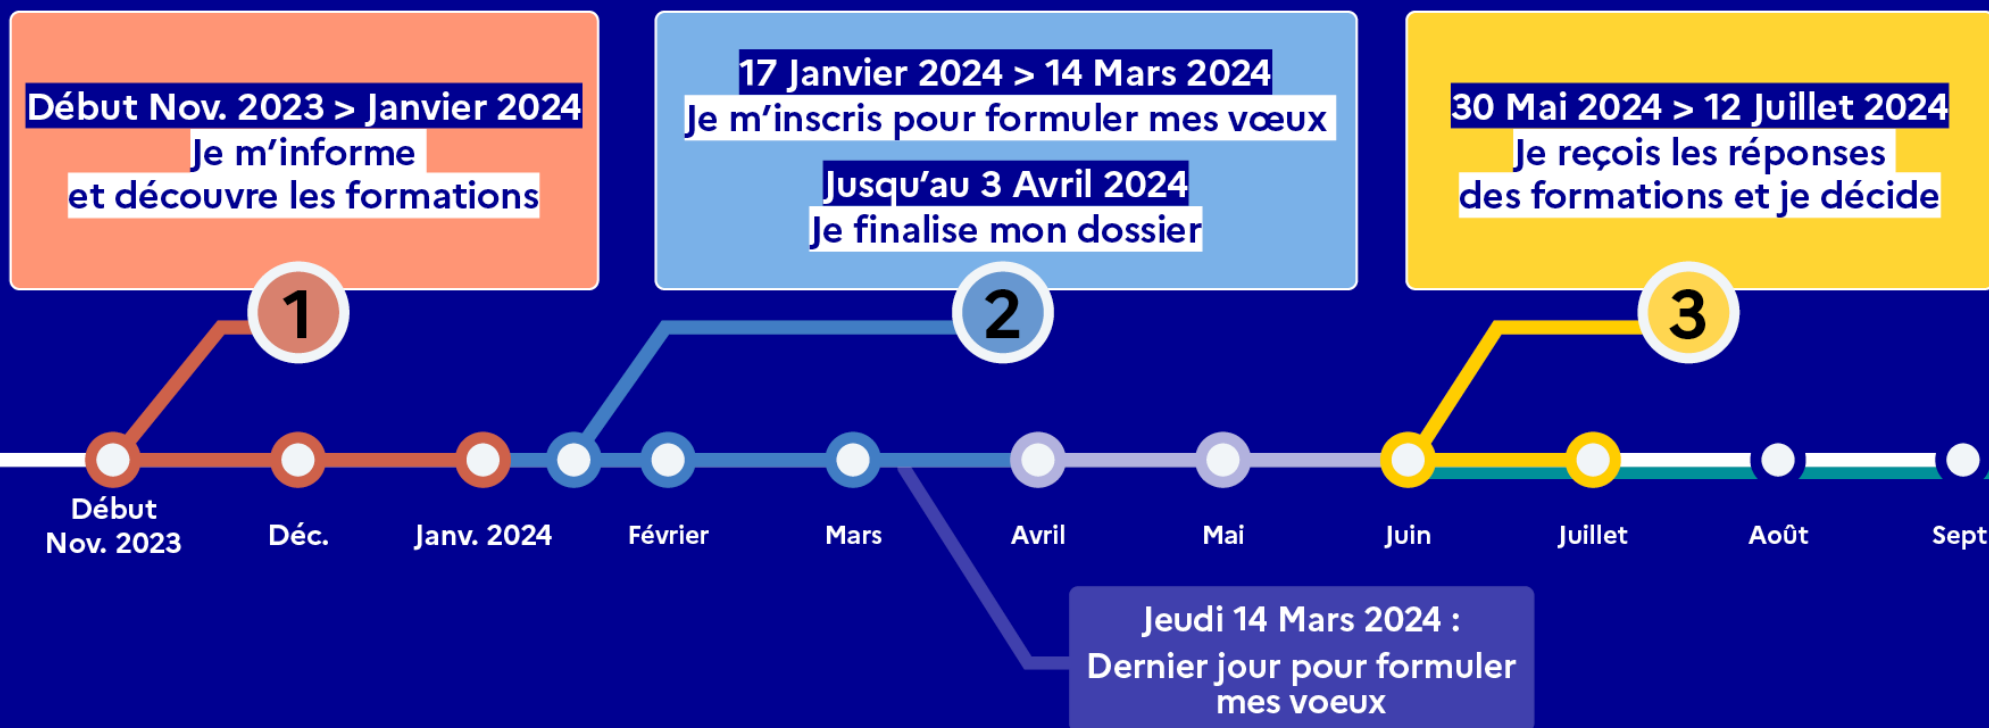 Début Nov. 2023 > Janvier 2024
Je m’informe
et découvre les formations
17 Janvier 2024 > 14 Mars 2024
Je m’inscris pour formuler mes vœux
Jusqu’au 3 Avril 2024
Je finalise mon dossier
30 Mai 2024 > 12 Juillet 2024
Je reçois les réponses
des formations et je décide
1
2
3
Début
Nov. 2023
Déc.
Janv. 2024
Février
Mars
Avril
Mai
Juin
Juillet
Août
Sept
Jeudi 14 Mars 2024 :
Dernier jour pour formuler
mes voeux